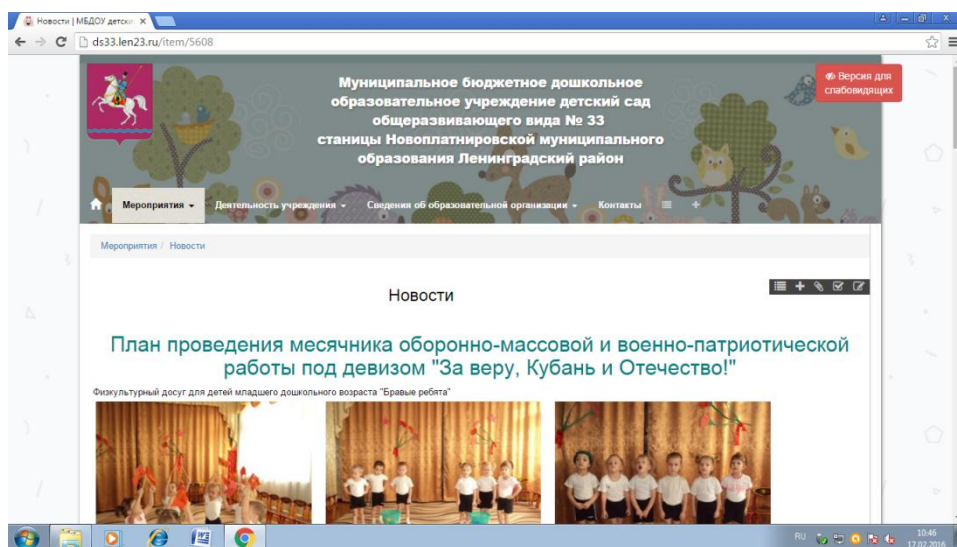 Новости | МБДОУ детски
ds33.len23.ru/item/5608
Муниципальное бюджетное дошкольное
образовательное учреждение детский сад
общеразвивающего вида № 33
станицы Новоплатнировской муниципального
образования Ленинградский район
Версия для
слабовидящих
Мероприятия
Деятельность учреждения
Сведения об образовательной организации
Контакты
Мероприятия / Новости
Новости
План проведения месячника оборонно-массовой и военно-патриотической
работы под девизом "За веру, Кубань и Отечество!"
Физкультурный досуг для детей младшего дошкольного возраста "Бравые ребята"
RU
10:46
17.02.2016